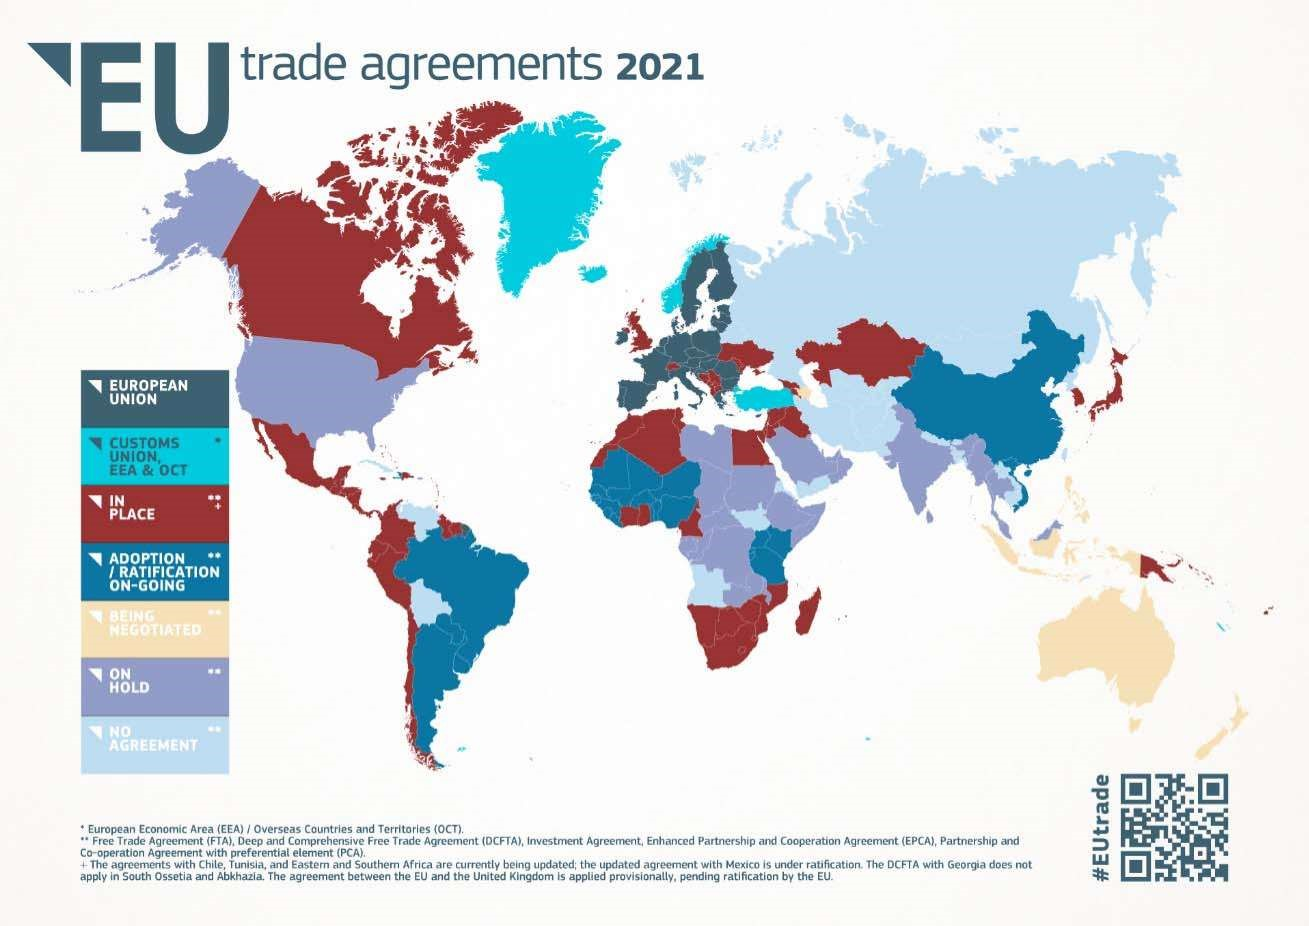 EU trade agreements 2021
EUROPEAN
UNION
CUSTOMS *
UNION,
EEA & OCT
IN **
PLACE +
ADOPTION **
/ RATIFICATION
ON-GOING
BEING **
NEGOTIATED
ON **
HOLD
NO **
AGREEMENT
#EUtrade
* European Economic Area (EEA) / Overseas Countries and Territories (OCT).
** Free Trade Agreement (FTA), Deep and Comprehensive Free Trade Agreement (DCFTA), Investment Agreement, Enhanced Partnership and Cooperation Agreement (EPCA), Partnership and
Co-operation Agreement with preferential element (PCA).
+ The agreements with Chile, Tunisia, and Eastern and Southern Africa are currently being updated; the updated agreement with Mexico is under ratification. The DCFTA with Georgia does not
apply in South Ossetia and Abkhazia. The agreement between the EU and the United Kingdom is applied provisionally, pending ratification by the EU.